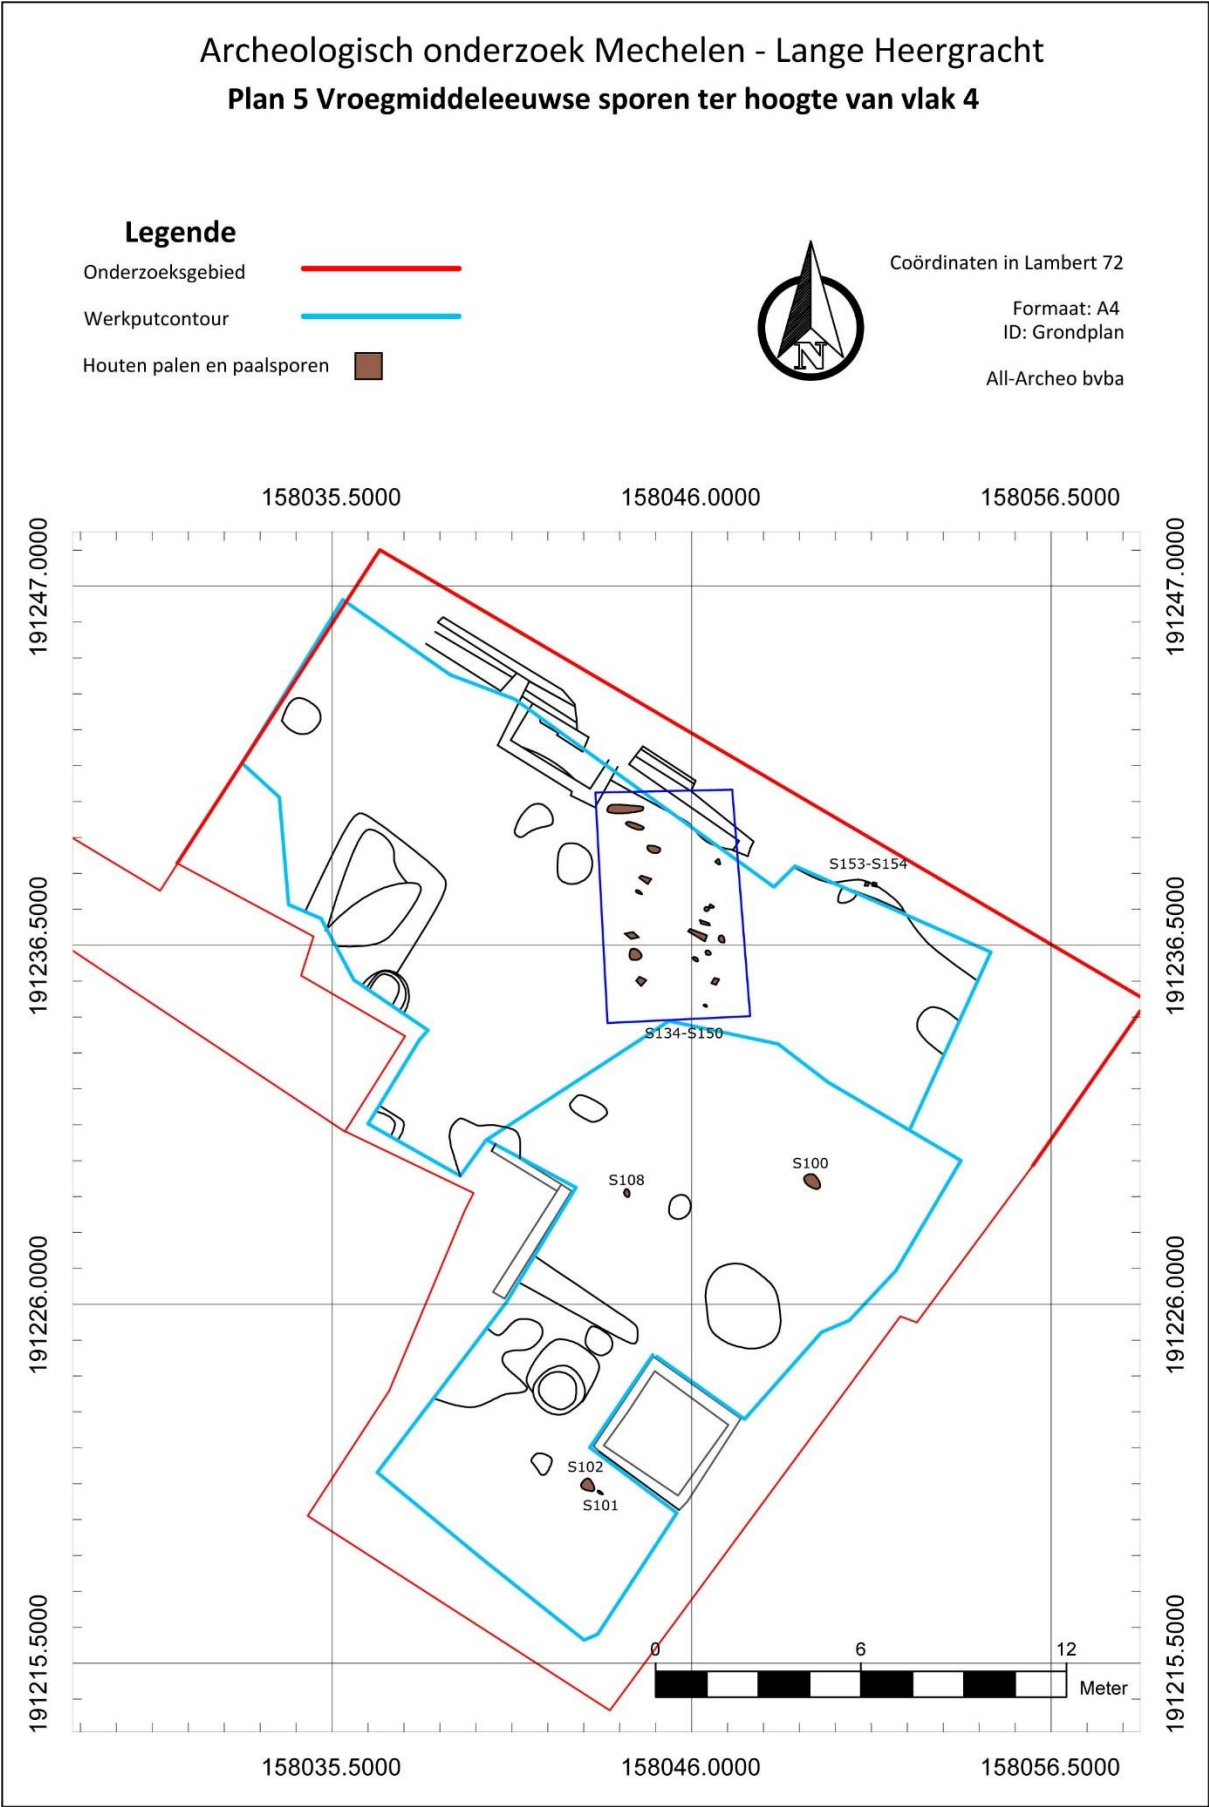 Archeologisch onderzoek Mechelen - Lange Heergracht
Plan 5 Vroegmiddeleeuwse sporen ter hoogte van vlak 4
Legende
Onderzoeksgebied
Werkputcontour
Houten palen en paalsporen
N
Coördinaten in Lambert 72
Formaat: A4
ID: Grondplan
All-Archeo bvba
158035.5000 158046.0000 158056.5000
191247.0000 191247.0000
S153-S154
191236.5000 191236.5000
S134-S150
S100
S108
191226.0000 191226.0000
S102
S101
191215.5000 191215.5000
0 6 12
Meter
158035.5000 158046.0000 158056.5000